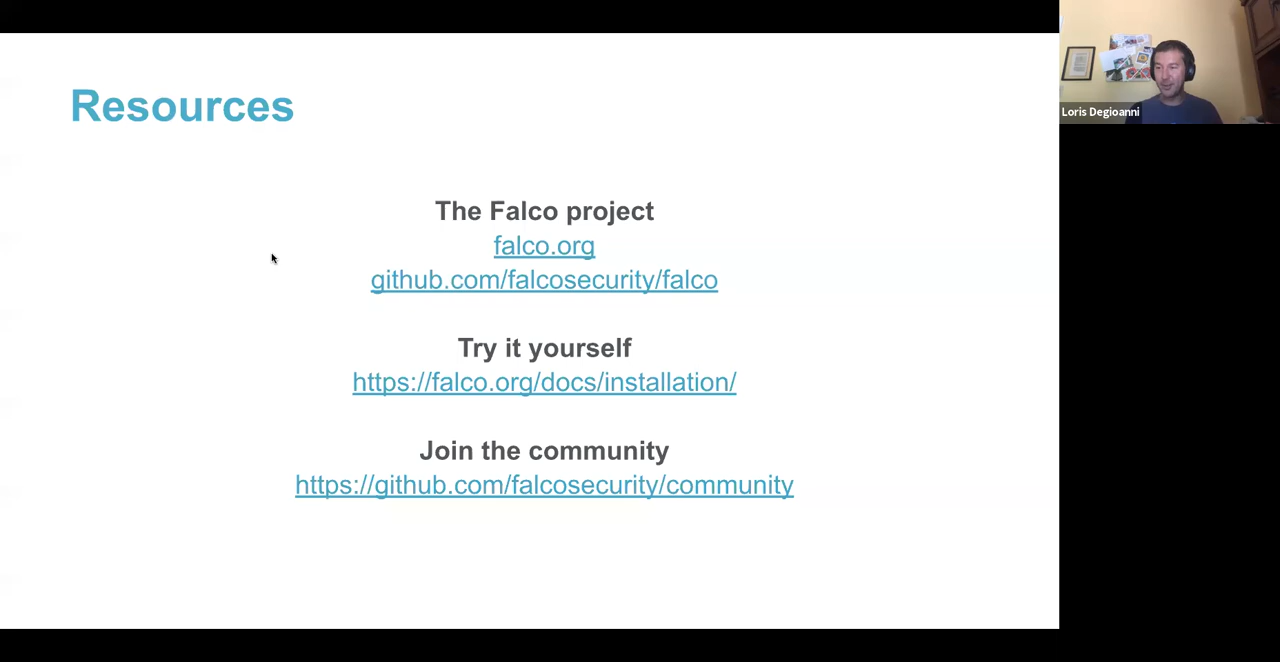 Resources
The Falco project
falco.org
github.com/falcosecurity/falco
Try it yourself
https://falco.org/docs/installation/
Join the community
https://github.com/falcosecurity/community
Loris Degioanni